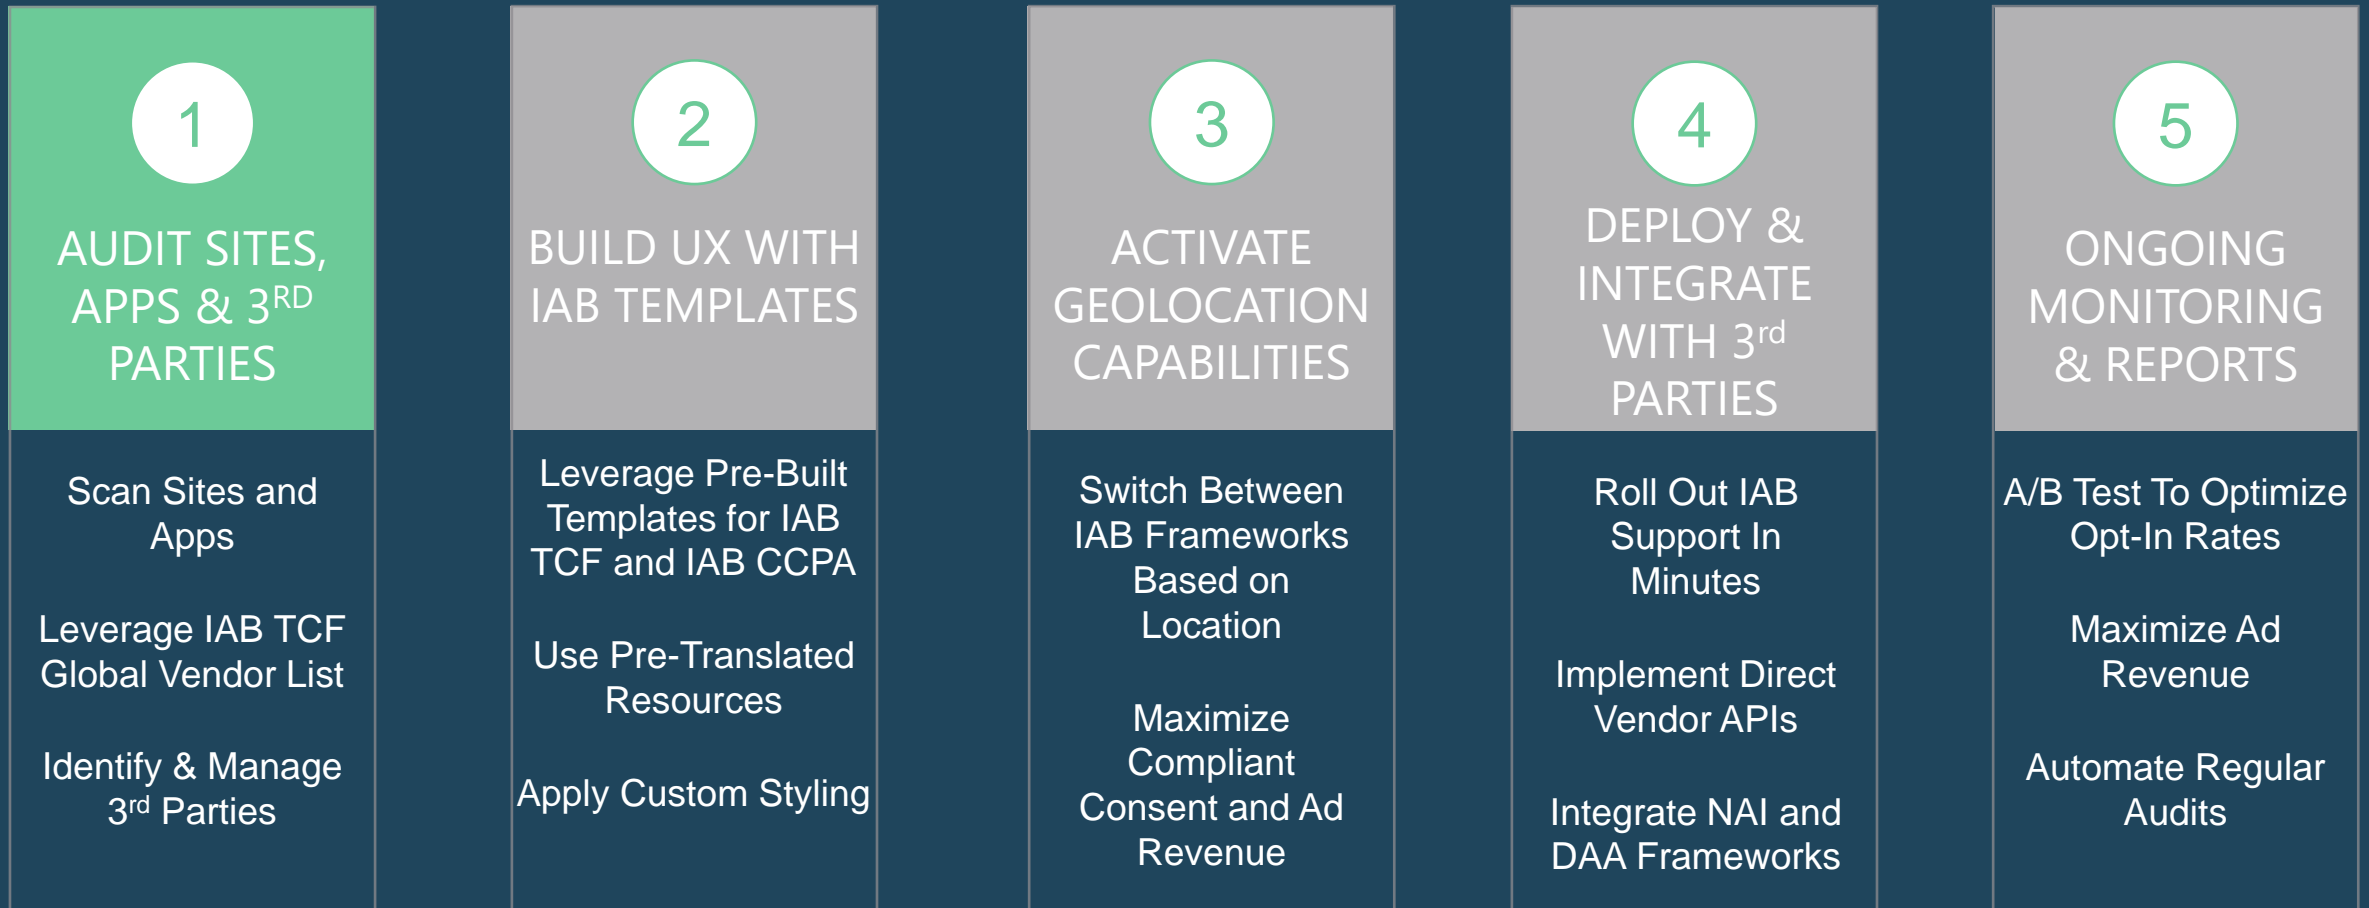 1
AUDIT SITES,
APPS & 3RD
PARTIES
Scan Sites and
Apps
Leverage IAB TCF
Global Vendor List
Identify & Manage
3rd Parties
2
BUILD UX WITH
IAB TEMPLATES
Leverage Pre-Built
Templates for IAB
TCF and IAB CCPA
Use Pre-Translated
Resources
Apply Custom Styling
3
ACTIVATE
GEOLOCATION
CAPABILITIES
Switch Between
IAB Frameworks
Based on
Location
Maximize
Compliant
Consent and Ad
Revenue
4
DEPLOY &
INTEGRATE
WITH 3rd
PARTIES
Roll Out IAB
Support In
Minutes
Implement Direct
Vendor APIs
Integrate NAI and
DAA Frameworks
5
ONGOING
MONITORING
& REPORTS
A/B Test To Optimize
Opt-In Rates
Maximize Ad
Revenue
Automate Regular
Audits